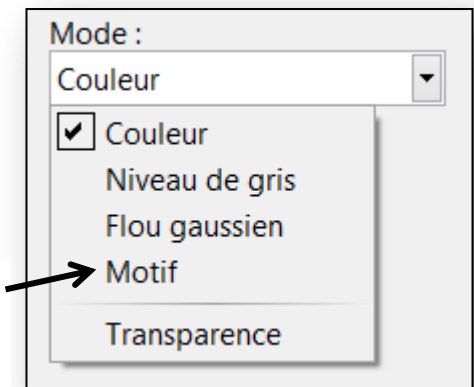 Mode :
Couleur
Couleur
Niveau de gris
Flou gaussien
Motif
Transparence